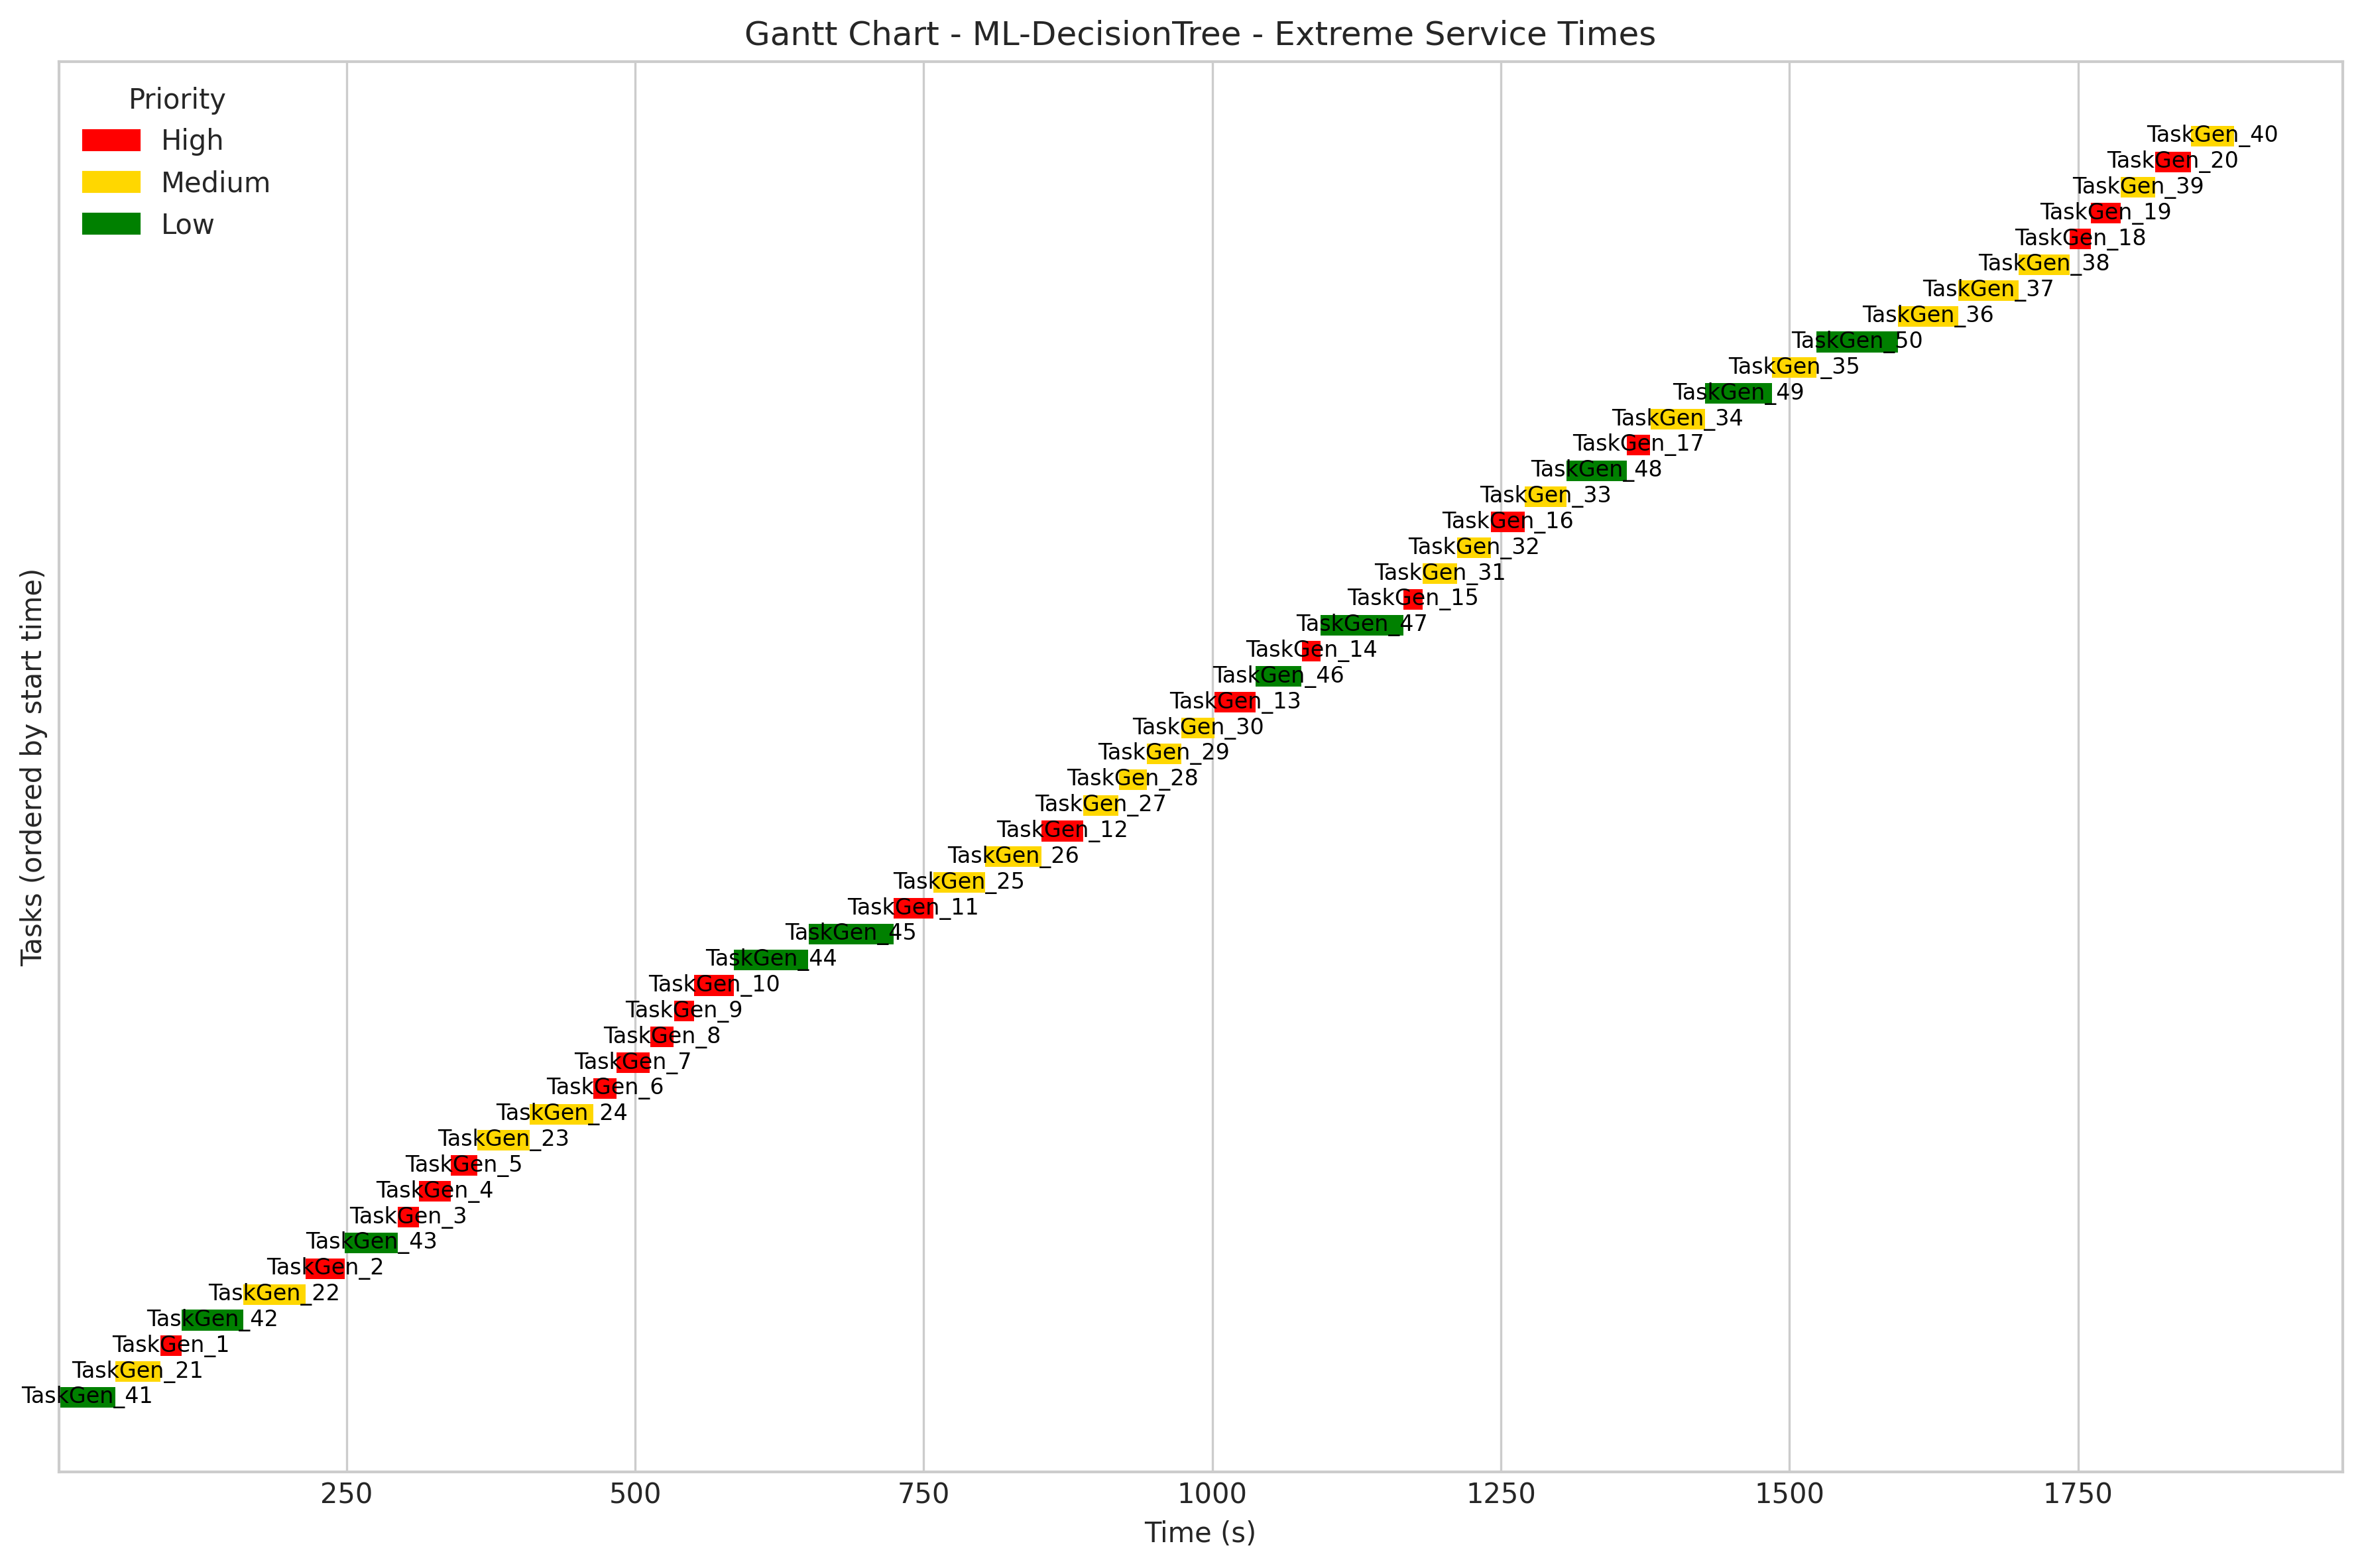 Gantt Chart - ML-DecisionTree - Extreme Service Times
Priority
High
Medium
Low
TaskGen_40
TaskGen_20
TaskGen_39
TaskGen_19
TaskGen_18
TaskGen_38
TaskGen_37
TaskGen_36
TaskGen_50
TaskGen_35
TaskGen_49
TaskGen_34
TaskGen_17
TaskGen_48
TaskGen_33
TaskGen_16
TaskGen_32
TaskGen_31
TaskGen_15
TaskGen_47
TaskGen_14
TaskGen_46
TaskGen_13
TaskGen_30
TaskGen_29
TaskGen_28
TaskGen_27
TaskGen_12
TaskGen_26
TaskGen_25
TaskGen_11
TaskGen_45
TaskGen_44
TaskGen_10
TaskGen_9
TaskGen_8
TaskGen_7
TaskGen_6
TaskGen_24
TaskGen_23
TaskGen_5
TaskGen_4
TaskGen_3
TaskGen_43
TaskGen_2
TaskGen_22
TaskGen_42
TaskGen_1
TaskGen_21
TaskGen_41
Tasks (ordered by start time)
250 500 750 1000 1250 1500 1750
Time (s)